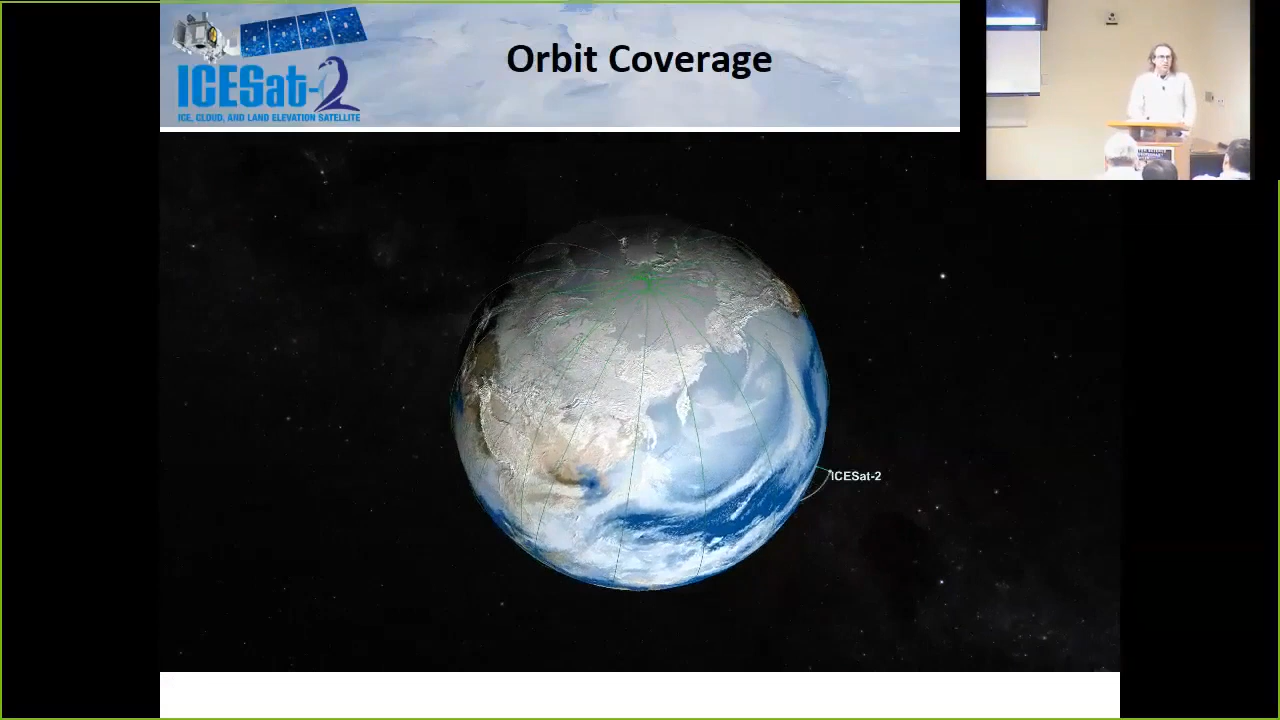 ICESat-2
ICE, CLOUD, AND LAND ELEVATION SATELLITE
Orbit Coverage
ICESat-2